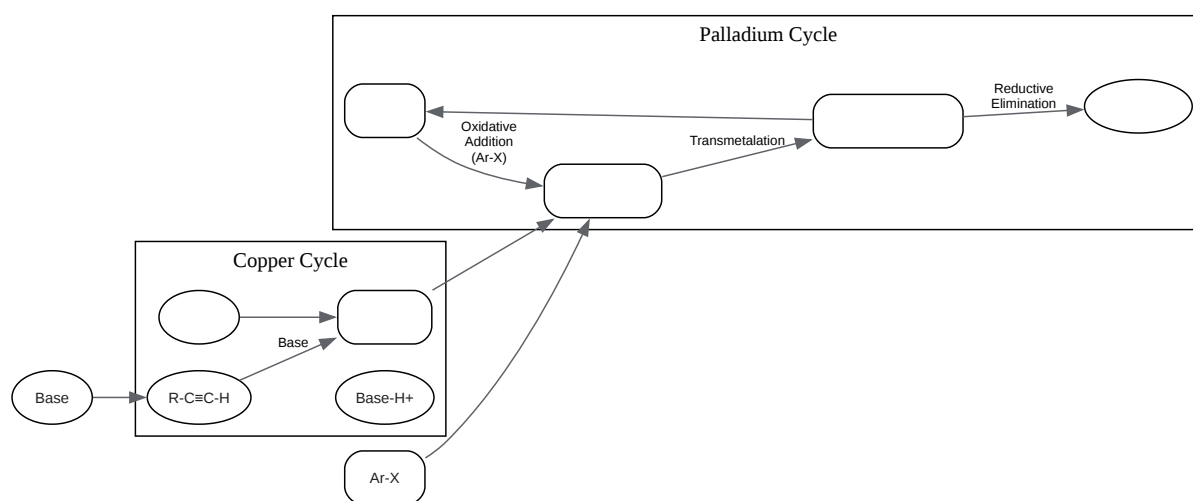 Palladium Cycle
Oxidative
Addition
(Ar-X)
Transmetalation
Reductive
Elimination
Copper Cycle
Base
Base
R-C≡C-H
Base-H+
Ar-X